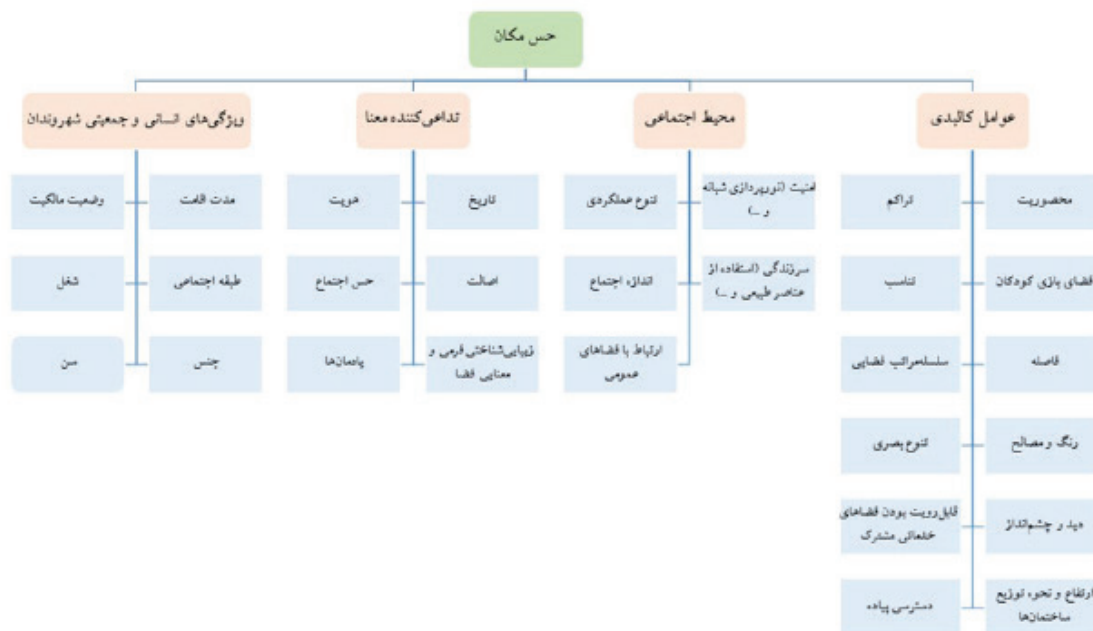 حس مکان
عوامل کالبدی
محیط اجتماعی
تداعی‌کننده معنا
ویژگی‌های انسانی و جمعیتی شهروندان
محصوریت
تراکم
فضای بازی کودکان
تناسب
فاصله
سلسله‌مراتب فضایی
رنگ و مصالح
تنوع بصری
دید و چشم‌انداز
قابل‌رویت بودن فضاهای
خدماتی مشترک
ارتفاع و نحوه توزیع
ساختمان‌ها
دسترسی پیاده
امنیت (نورپردازی شبانه
و ...)
تنوع عملکردی
سرزندگی (استفاده از
عناصر طبیعی و ...)
اندازه اجتماع
ارتباط با فضاهای
عمومی
تاریخ
هویت
اصالت
حس اجتماع
زیبایی‌شناختی فرمی و
معنایی فضا
یادمان‌ها
مدت اقامت
وضعیت مالکیت
طبقه اجتماعی
شغل
جنس
سن